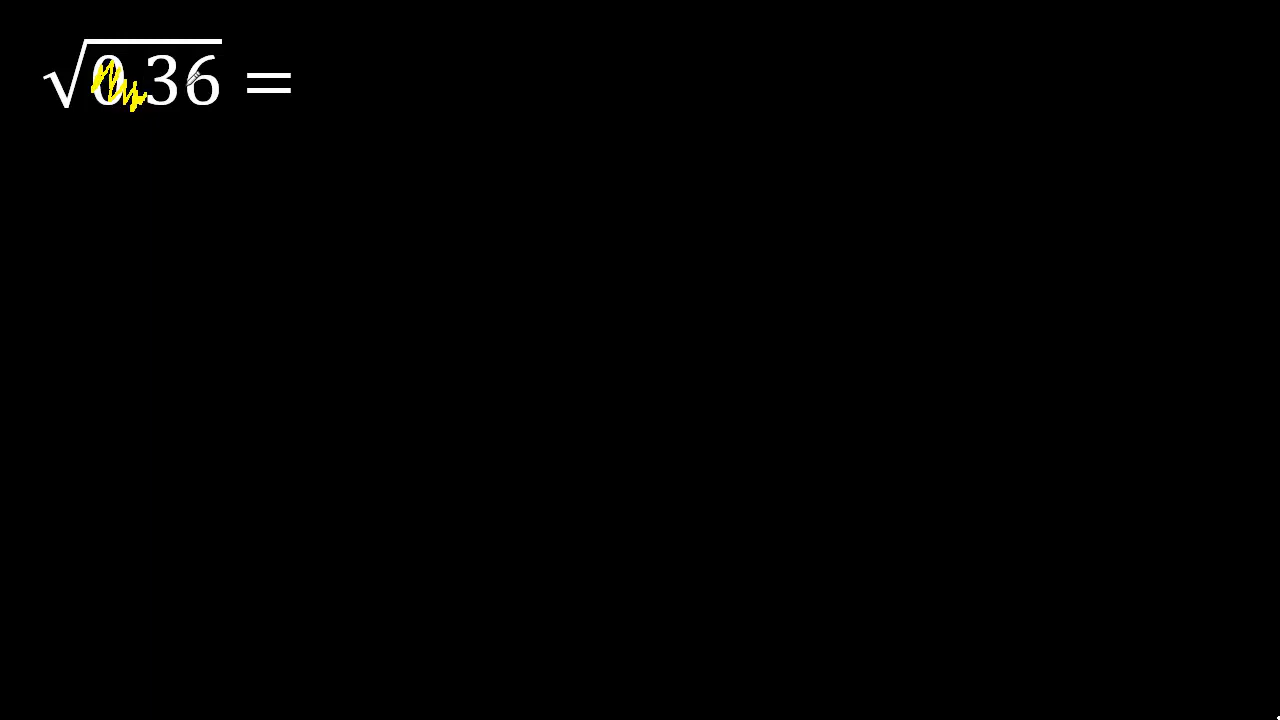 √0.36 =